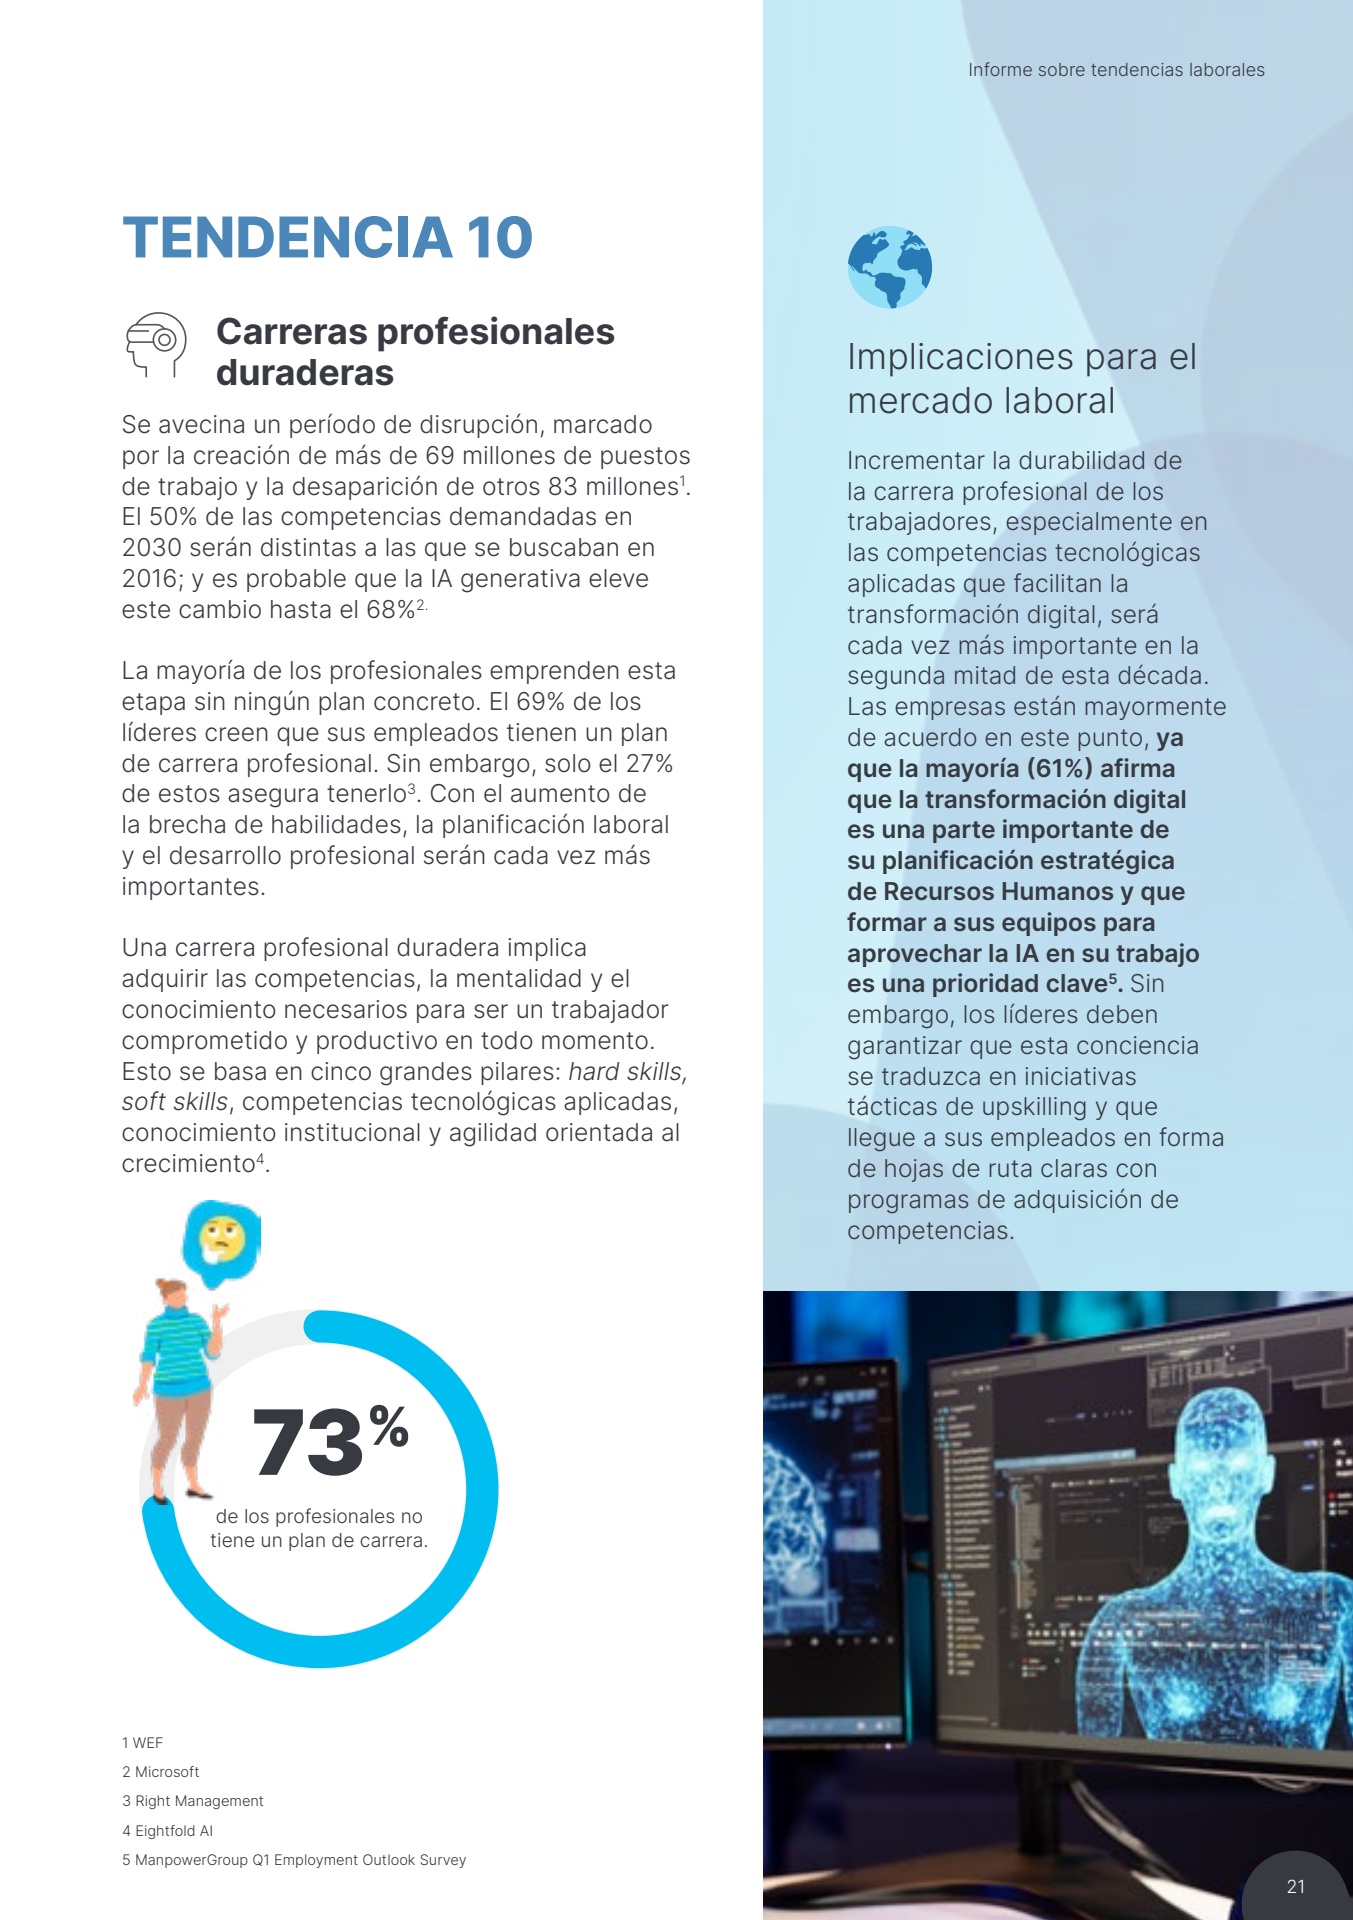 Informe sobre tendencias laborales
TENDENCIA 10
Carreras profesionales
duraderas
Se avecina un período de disrupción, marcado
por la creación de más de 69 millones de puestos
de trabajo y la desaparición de otros 83 millones¹.
El 50% de las competencias demandadas en
2030 serán distintas a las que se buscaban en
2016; y es probable que la IA generativa eleve
este cambio hasta el 68%².
La mayoría de los profesionales emprenden esta
etapa sin ningún plan concreto. El 69% de los
líderes creen que sus empleados tienen un plan
de carrera profesional. Sin embargo, solo el 27%
de estos asegura tenerlo³. Con el aumento de
la brecha de habilidades, la planificación laboral
y el desarrollo profesional serán cada vez más
importantes.
Una carrera profesional duradera implica
adquirir las competencias, la mentalidad y el
conocimiento necesarios para ser un trabajador
comprometido y productivo en todo momento.
Esto se basa en cinco grandes pilares: hard skills,
soft skills, competencias tecnológicas aplicadas,
conocimiento institucional y agilidad orientada al
crecimiento⁴.
73%
de los profesionales no
tiene un plan de carrera.
1 WEF
2 Microsoft
3 Right Management
4 Eightfold AI
5 ManpowerGroup Q1 Employment Outlook Survey
Implicaciones para el
mercado laboral
Incrementar la durabilidad de
la carrera profesional de los
trabajadores, especialmente en
las competencias tecnológicas
aplicadas que facilitan la
transformación digital, será
cada vez más importante en la
segunda mitad de esta década.
Las empresas están mayormente
de acuerdo en este punto, ya
que la mayoría (61%) afirma
que la transformación digital
es una parte importante de
su planificación estratégica
de Recursos Humanos y que
formar a sus equipos para
aprovechar la IA en su trabajo
es una prioridad clave⁵. Sin
embargo, los líderes deben
garantizar que esta conciencia
se traduzca en iniciativas
tácticas de upskilling y que
llegue a sus empleados en forma
de hojas de ruta claras con
programas de adquisición de
competencias.
21